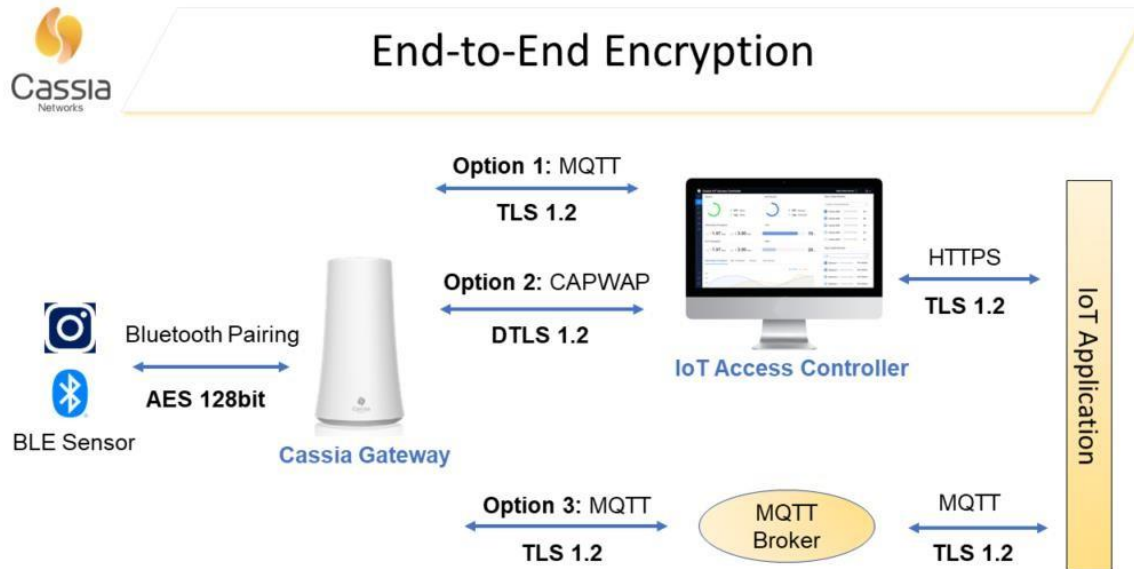 Cassia
Networks
End-to-End Encryption
Option 1: MQTT
TLS 1.2
Option 2: CAPWAP
DTLS 1.2
HTTPS
TLS 1.2
IoT Application
Bluetooth Pairing
AES 128bit
BLE Sensor
Cassia Gateway
IoT Access Controller
Option 3: MQTT
TLS 1.2
MQTT
Broker
MQTT
TLS 1.2